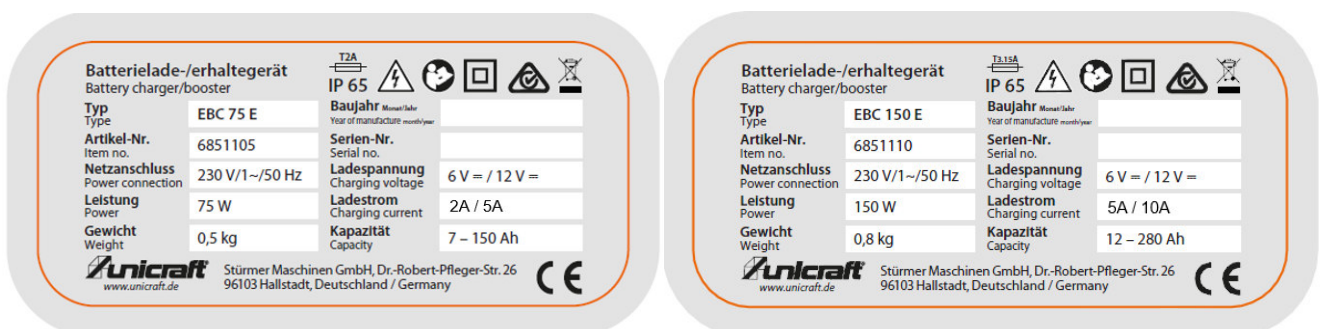 Batterielade-/erhaltegerät
Battery charger/booster
T2A
IP 65
Typ
Type
EBC 75 E
Baujahr Monat/Jahr
Year of manufacture month/year
Artikel-Nr.
Item no.
6851105
Serien-Nr.
Serial no.
Netzanschluss
Power connection
230 V/1~/50 Hz
Ladespannung
Charging voltage
6 V = / 12 V =
Leistung
Power
75 W
Ladestrom
Charging current
2A / 5A
Gewicht
Weight
0,5 kg
Kapazität
Capacity
7 – 150 Ah
unicraft
www.unicraft.de
Stürmer Maschinen GmbH, Dr.-Robert-Pfleger-Str. 26
96103 Hallstadt, Deutschland / Germany
CE
Batterielade-/erhaltegerät
Battery charger/booster
T3.15A
IP 65
Typ
Type
EBC 150 E
Baujahr Monat/Jahr
Year of manufacture month/year
Artikel-Nr.
Item no.
6851110
Serien-Nr.
Serial no.
Netzanschluss
Power connection
230 V/1~/50 Hz
Ladespannung
Charging voltage
6 V = / 12 V =
Leistung
Power
150 W
Ladestrom
Charging current
5A / 10A
Gewicht
Weight
0,8 kg
Kapazität
Capacity
12 – 280 Ah
unicraft
www.unicraft.de
Stürmer Maschinen GmbH, Dr.-Robert-Pfleger-Str. 26
96103 Hallstadt, Deutschland / Germany
CE